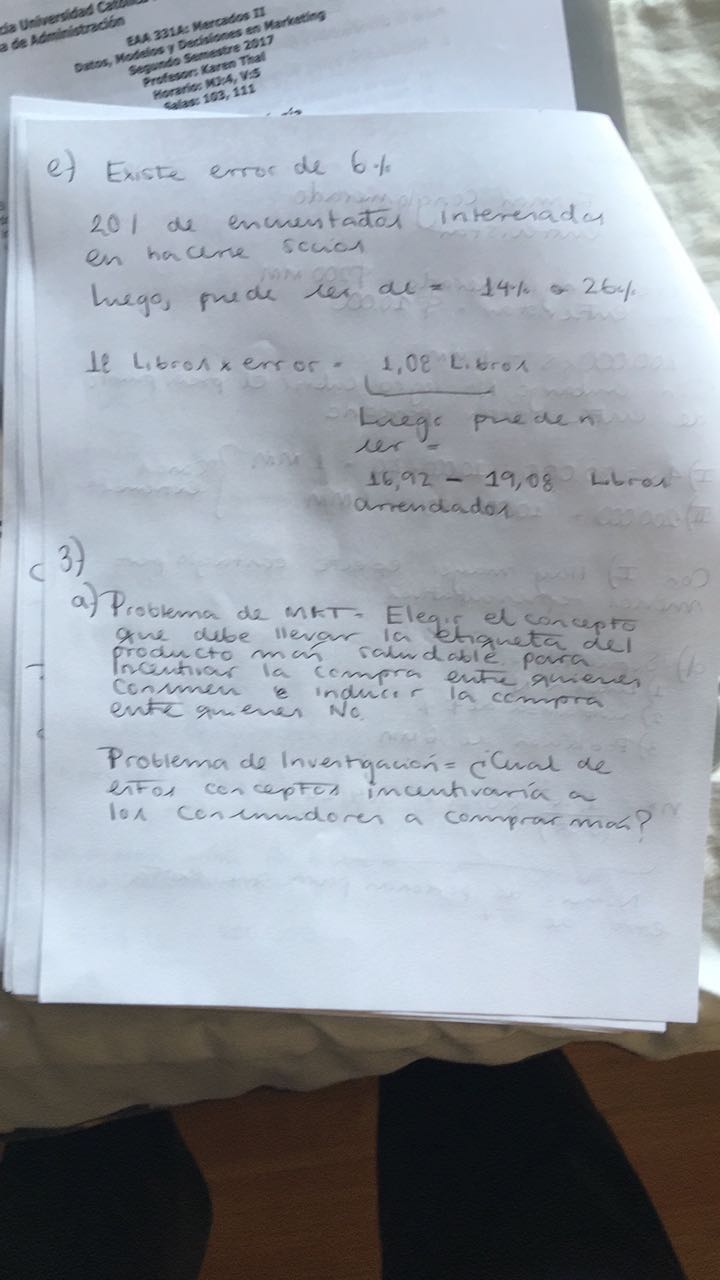 cia Universidad Católica
a de Administración
EAA 331A: Mercados II
Datos, Modelos y Decisiones en Marketing
Segundo Semestre 2017
Profesor: Karen Thal
Horario: MJ:4, V:5
Salas: 103, 111
e) Existe error de 6%
20% de encuestados interesados
en hacerse socios
Luego, puede ser de = 14% o 26%
18 Libros x error = 1,08 Libros
Luego pueden
ser =
16,92 - 19,08 Libros
arrendados
3)
a) Problema de MKT = Elegir el concepto
que debe llevar la etiqueta del
producto más saludable para
Incentivar la compra entre quienes
consumen e inducir la compra
ente quienes No.
Problema de Investigación = ¿Cual de
estos conceptos incentivaría a
los consumidores a comprar más?